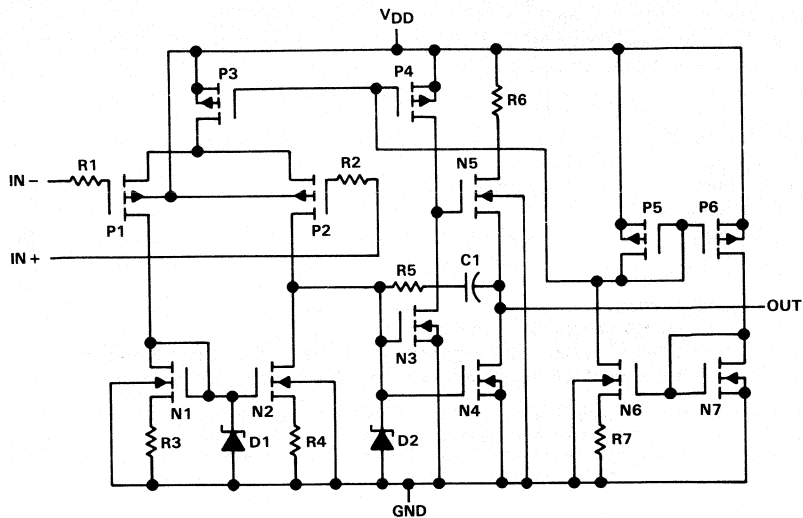 VDD
P3
P4
R6
R1
R2
N5
IN–
P5
P6
P1
P2
IN+
C1
R5
OUT
N3
N1
N2
N4
N6
N7
R3
D1
R4
D2
R7
GND